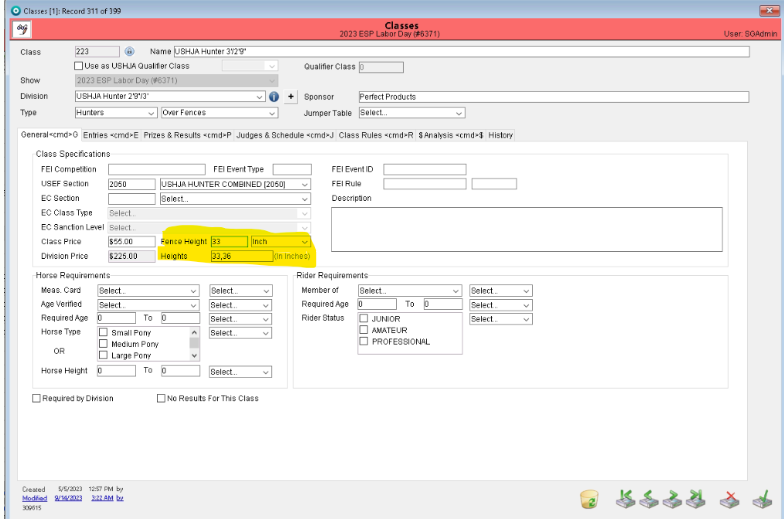 Classes [1]: Record 311 of 399
Classes
2023 ESP Labor Day (#6371)
User: SGAdmin
Class 223 Name USHJA Hunter 3'/2'9"
Use as USHJA Qualifier Class Qualifier Class 0
Show 2023 ESP Labor Day (#6371)
Division USHJA Hunter 2'9"/3' + Sponsor Perfect Products
Type Hunters Over Fences Jumper Table Select...
General<cmd>G Entries <cmd>E Prizes & Results <cmd>P Judges & Schedule <cmd>J Class Rules <cmd>R $ Analysis <cmd>$ History
Class Specifications
FEI Competition FEI Event Type FEI Event ID
USEF Section 2050 USHJA HUNTER COMBINED [2050] FEI Rule
EC Section Select... Description
EC Class Type Select...
EC Sanction Level Select...
Class Price $55.00 Fence Height 33 Inch
Division Price $225.00 Heights 33,36 (In Inches)
Horse Requirements Rider Requirements
Meas. Card Select... Select... Member of Select... Select...
Age Verified Select... Select... Required Age 0 To 0 Select...
Required Age 0 To 0 Select... Rider Status JUNIOR Select...
Horse Type Small Pony Select... AMATEUR
Medium Pony PROFESSIONAL
OR Large Pony
Horse Height 0 To 0 Select...
Required by Division No Results For This Class
Created 5/5/2023 12:57 PM by
Modified 9/14/2023 3:22 AM by
309615